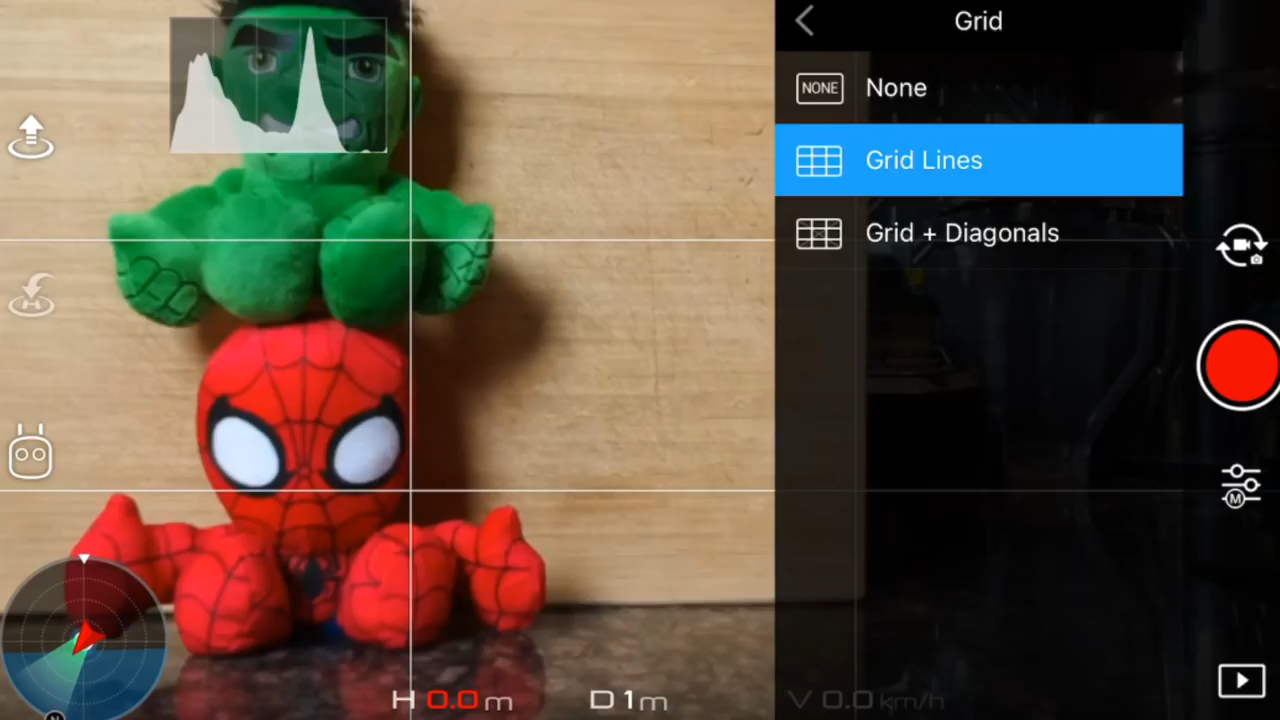 Grid
NONE None
Grid Lines
Grid + Diagonals
M
H 0.0 m D 1 m V 0.0 km/h
N